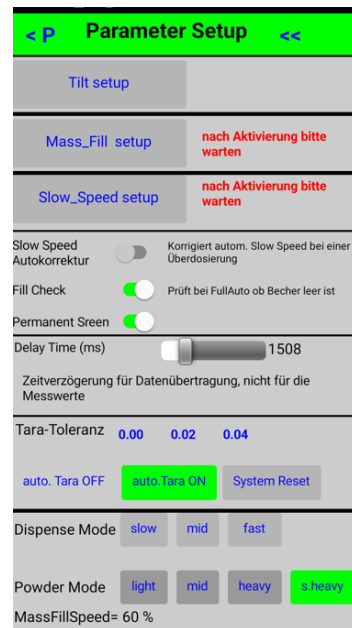 < P Parameter Setup <<
Tilt setup
Mass_Fill setup
nach Aktivierung bitte
warten
Slow_Speed setup
nach Aktivierung bitte
warten
Slow Speed
Autokorrektur
Korrigiert autom. Slow Speed bei einer
Überdosierung
Fill Check
Prüft bei FullAuto ob Becher leer ist
Permanent Sreen
Delay Time (ms) 1508
Zeitverzögerung für Datenübertragung, nicht für die
Messwerte
Tara-Toleranz 0.00 0.02 0.04
auto. Tara OFF auto.Tara ON System Reset
Dispense Mode slow mid fast
Powder Mode light mid heavy s.heavy
MassFillSpeed= 60 %